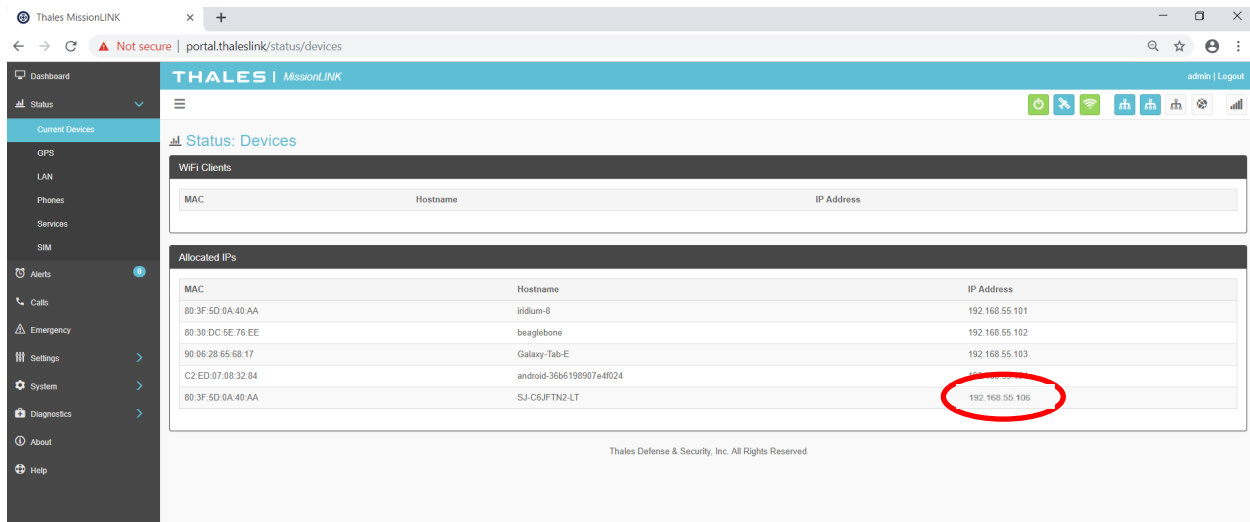 Thales MissionLINK
Not secure | portal.thaleslink/status/devices
Dashboard
THALES | MissionLINK
admin | Logout
Status
Current Devices
GPS
LAN
Phones
Services
SIM
Alerts 0
Calls
Emergency
Settings
System
Diagnostics
About
Help
Status: Devices
WiFi Clients
MAC Hostname IP Address
Allocated IPs
MAC Hostname IP Address
80:3F:5D:0A:40:AA iridium-8 192.168.55.101
80:30:DC:5E:76:EE beaglebone 192.168.55.102
90:06:28:65:68:17 Galaxy-Tab-E 192.168.55.103
C2:ED:07:08:32:84 android-36b6198907e4f024
80:3F:5D:0A:40:AA SJ-C6JFTN2-LT 192.168.55.106
Thales Defense & Security, Inc. All Rights Reserved